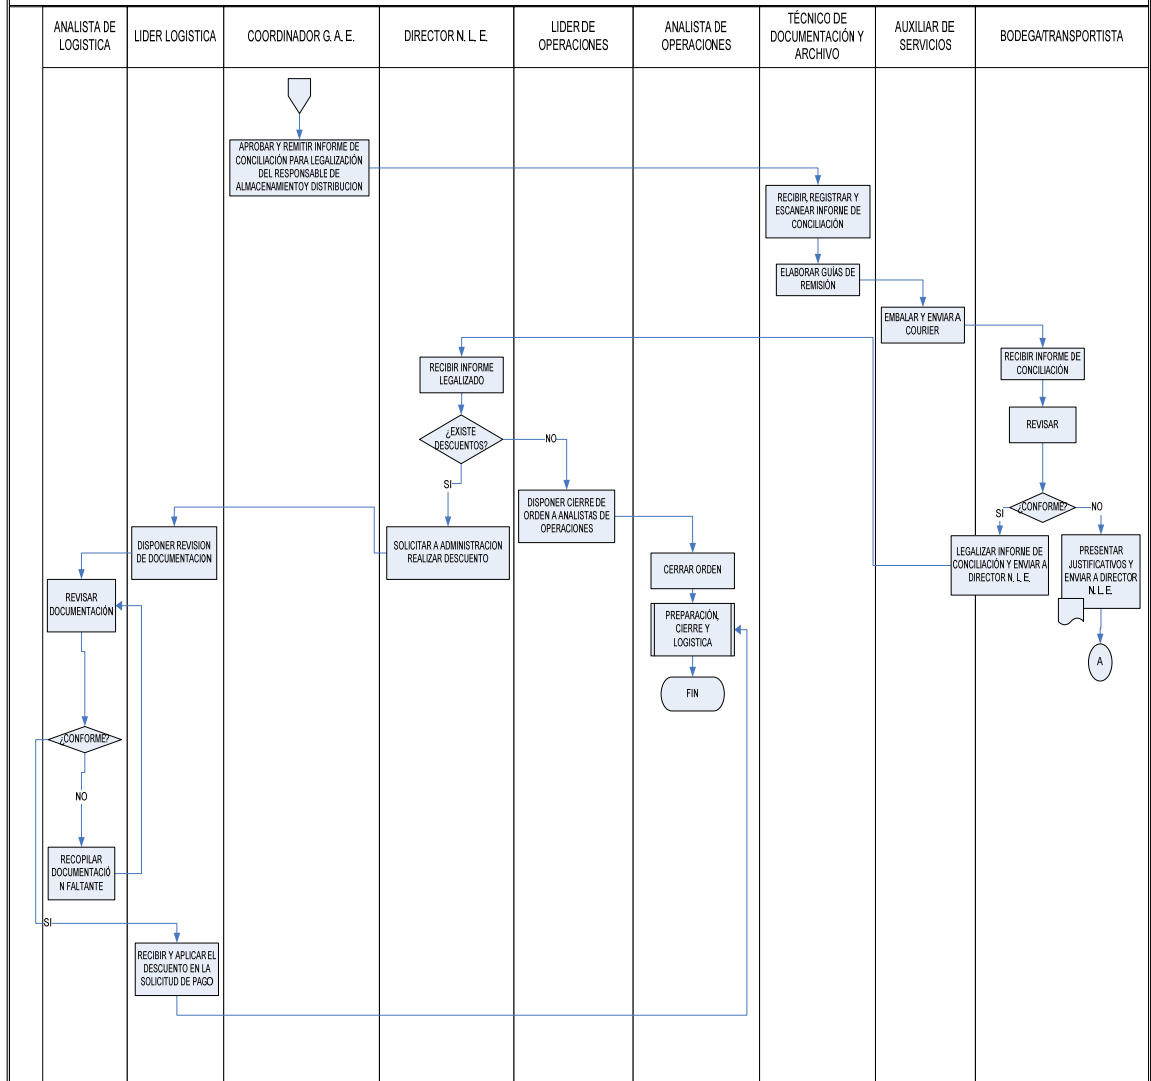 ANALISTA DE
LOGISTICA
LIDER LOGISTICA
COORDINADOR G. A. E.
DIRECTOR N. L. E.
LIDER DE
OPERACIONES
ANALISTA DE
OPERACIONES
TÉCNICO DE
DOCUMENTACIÓN Y
ARCHIVO
AUXILIAR DE
SERVICIOS
BODEGA/TRANSPORTISTA
APROBAR Y REMITIR INFORME DE
CONCILIACIÓN PARA LEGALIZACIÓN
DEL RESPONSABLE DE
ALMACENAMIENTO Y DISTRIBUCION
RECIBIR, REGISTRAR Y
ESCANEAR INFORME DE
CONCILIACIÓN
ELABORAR GUÍAS DE
REMISIÓN
EMBALAR Y ENVIAR A
COURIER
RECIBIR INFORME DE
CONCILIACIÓN
REVISAR
¿CONFORME?
SI
NO
LEGALIZAR INFORME DE
CONCILIACIÓN Y ENVIAR A
DIRECTOR N. L. E.
PRESENTAR
JUSTIFICATIVOS Y
ENVIAR A DIRECTOR
N.L.E.
A
RECIBIR INFORME
LEGALIZADO
¿EXISTE
DESCUENTOS?
NO
SI
DISPONER CIERRE DE
ORDEN A ANALISTAS DE
OPERACIONES
SOLICITAR A ADMINISTRACION
REALIZAR DESCUENTO
CERRAR ORDEN
PREPARACIÓN,
CIERRE Y
LOGISTICA
FIN
DISPONER REVISION
DE DOCUMENTACION
REVISAR
DOCUMENTACIÓN
¿CONFORME?
NO
RECOPILAR
DOCUMENTACIÓ
N FALTANTE
SI
RECIBIR Y APLICAR EL
DESCUENTO EN LA
SOLICITUD DE PAGO